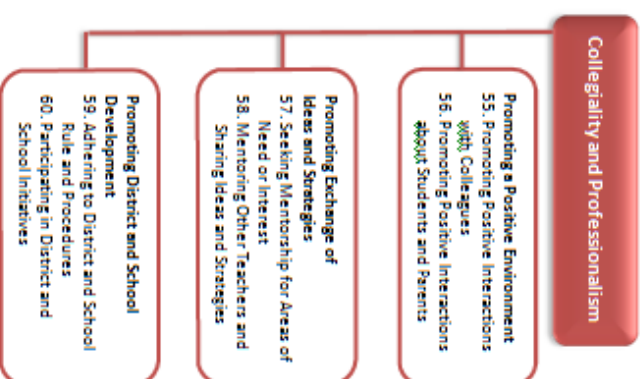 Collegiality and Professionalism
Promoting a Positive Environment
55. Promoting Positive Interactions
with Colleagues
56. Promoting Positive Interactions
about Students and Parents
Promoting Exchange of
Ideas and Strategies
57. Seeking Mentorship for Areas of
Need or Interest
58. Mentoring Other Teachers and
Sharing Ideas and Strategies
Promoting District and School
Development
59. Adhering to District and School
Rule and Procedures
60. Participating in District and
School Initiatives